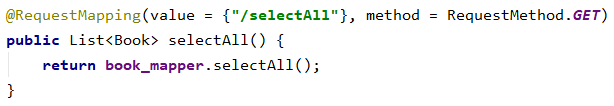 @RequestMapping(value = {"/selectAll"}, method = RequestMethod.GET)
public List<Book> selectAll() {
    return book_mapper.selectAll();
}